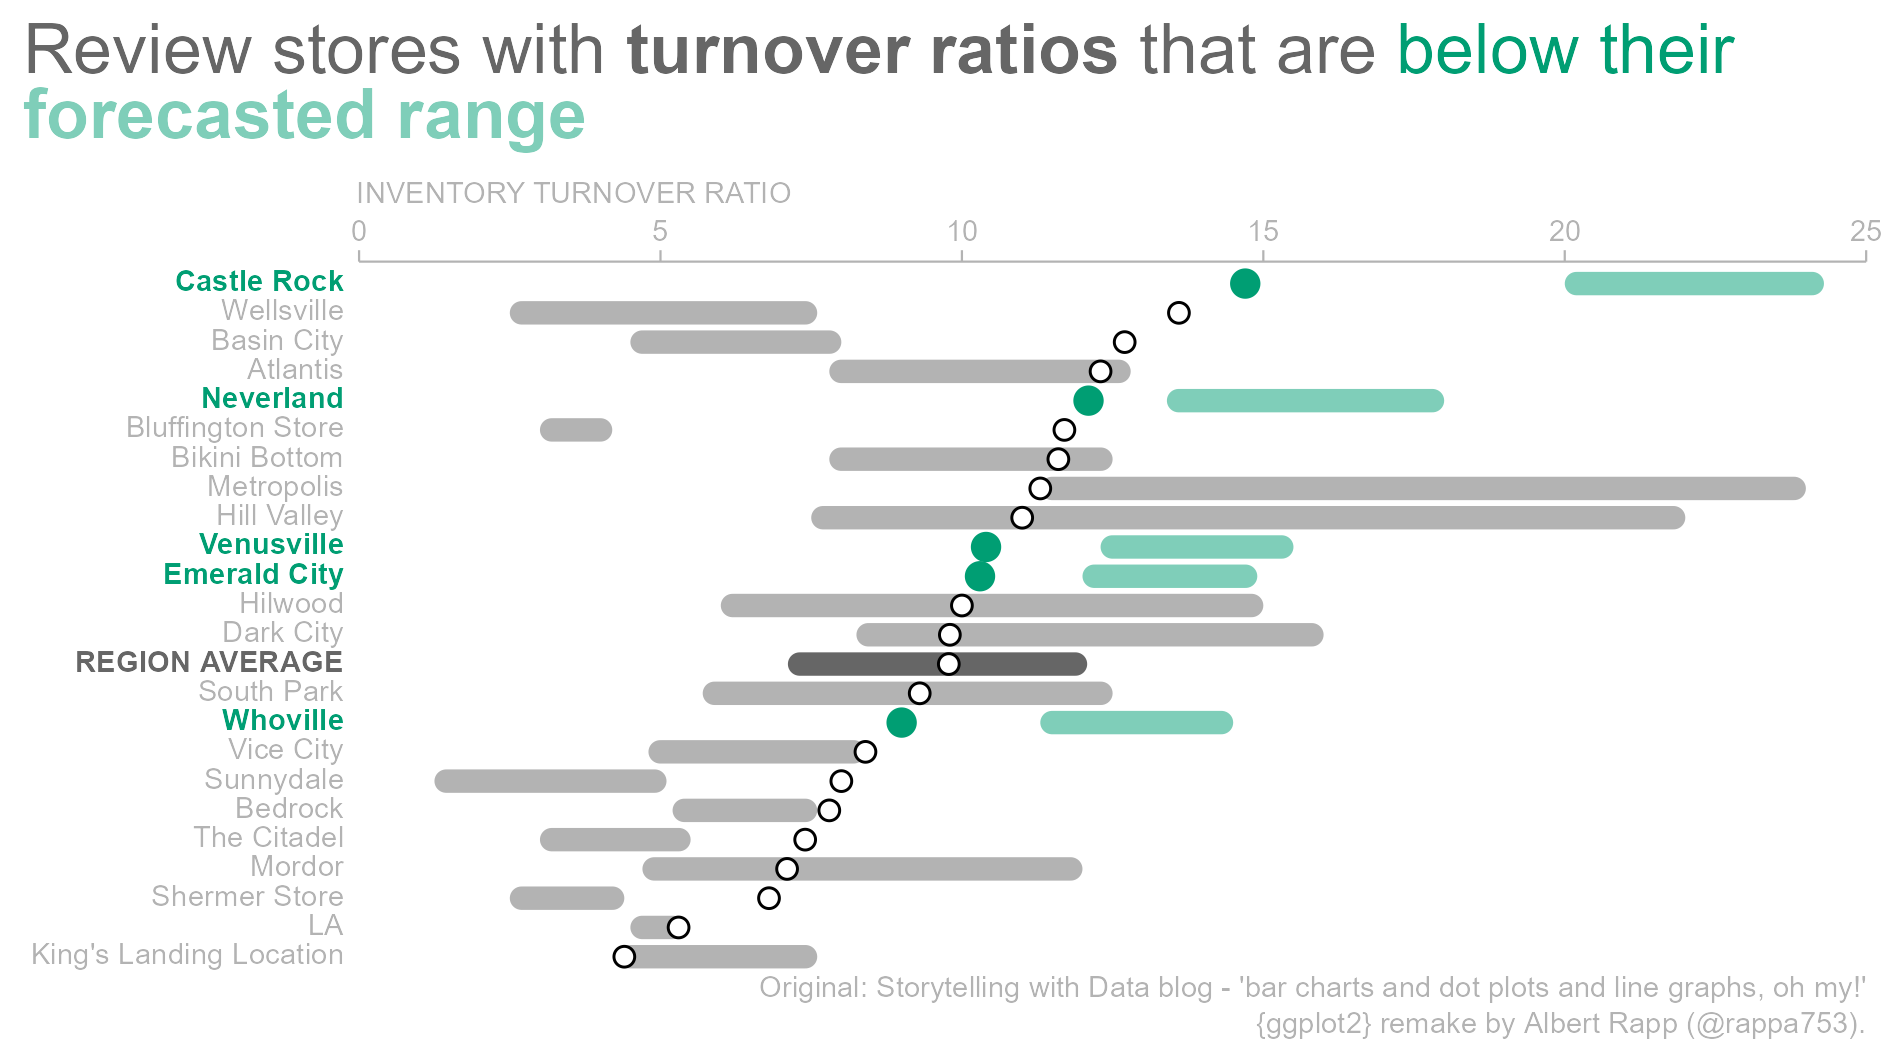 Review stores with turnover ratios that are below their
forecasted range
INVENTORY TURNOVER RATIO
0 5 10 15 20 25
Castle Rock
Wellsville
Basin City
Atlantis
Neverland
Bluffington Store
Bikini Bottom
Metropolis
Hill Valley
Venusville
Emerald City
Hilwood
Dark City
REGION AVERAGE
South Park
Whoville
Vice City
Sunnydale
Bedrock
The Citadel
Mordor
Shermer Store
LA
King's Landing Location
Original: Storytelling with Data blog - 'bar charts and dot plots and line graphs, oh my!'
{ggplot2} remake by Albert Rapp (@rappa753).